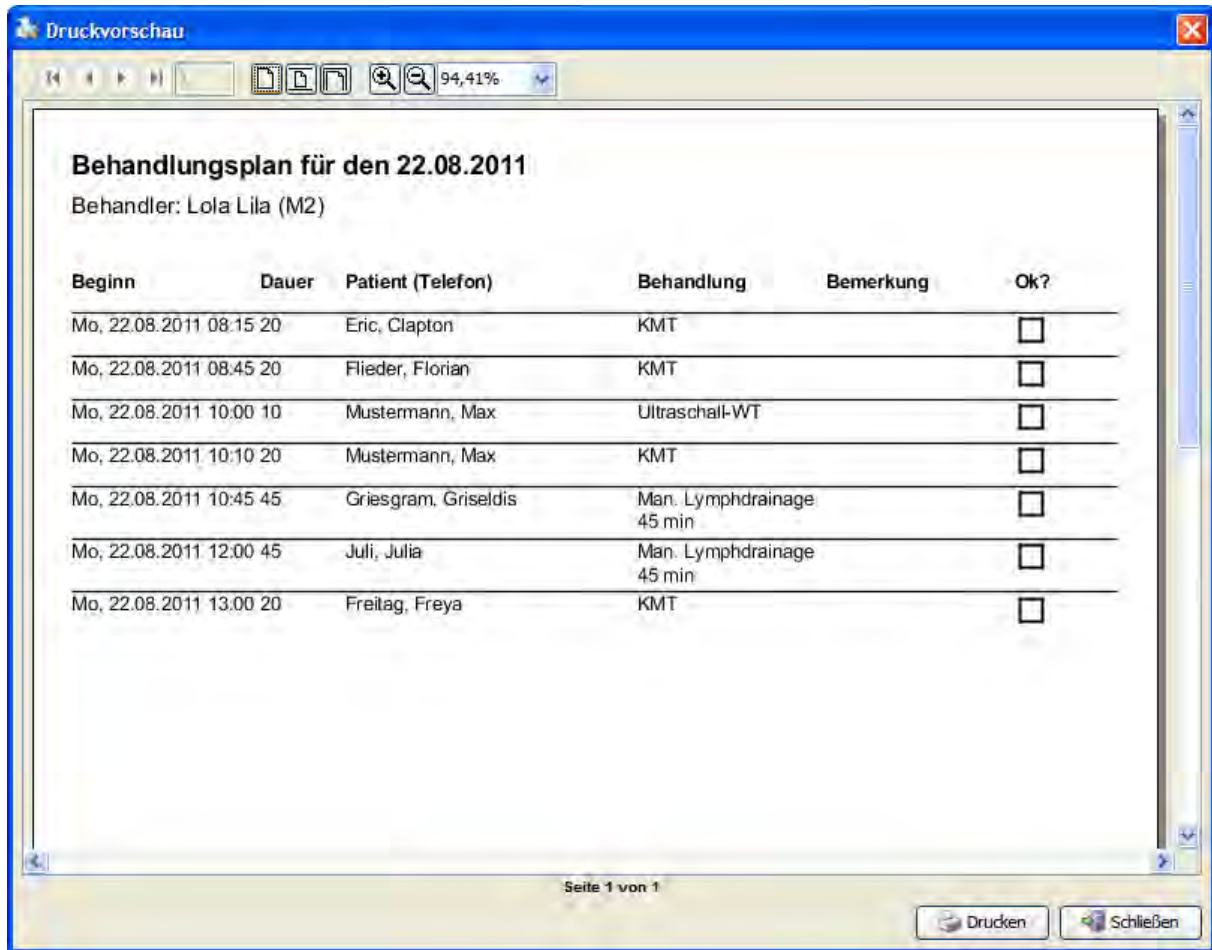 Druckvorschau
94,41%
Behandlungsplan für den 22.08.2011
Behandler: Lola Lila (M2)
Beginn Dauer Patient (Telefon) Behandlung Bemerkung Ok?
Mo, 22.08.2011 08:15 20 Eric, Clapton KMT
Mo, 22.08.2011 08:45 20 Flieder, Florian KMT
Mo, 22.08.2011 10:00 10 Mustermann, Max Ultraschall-WT
Mo, 22.08.2011 10:10 20 Mustermann, Max KMT
Mo, 22.08.2011 10:45 45 Griesgram, Griseldis Man. Lymphdrainage
45 min
Mo, 22.08.2011 12:00 45 Juli, Julia Man. Lymphdrainage
45 min
Mo, 22.08.2011 13:00 20 Freitag, Freya KMT
Seite 1 von 1
Drucken Schließen